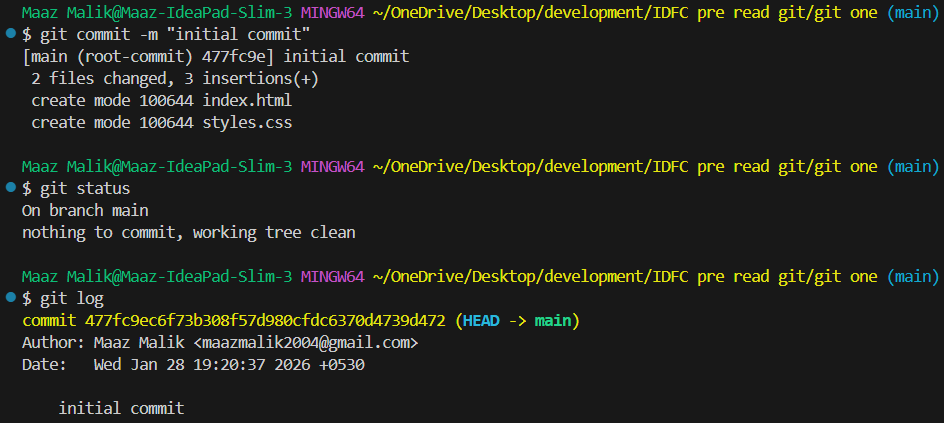 Maaz Malik@Maaz-IdeaPad-Slim-3 MINGW64 ~/OneDrive/Desktop/development/IDFC pre read git/git one (main)
$ git commit -m "initial commit"
[main (root-commit) 477fc9e] initial commit
 2 files changed, 3 insertions(+)
 create mode 100644 index.html
 create mode 100644 styles.css
Maaz Malik@Maaz-IdeaPad-Slim-3 MINGW64 ~/OneDrive/Desktop/development/IDFC pre read git/git one (main)
$ git status
On branch main
nothing to commit, working tree clean
Maaz Malik@Maaz-IdeaPad-Slim-3 MINGW64 ~/OneDrive/Desktop/development/IDFC pre read git/git one (main)
$ git log
commit 477fc9ec6f73b308f57d980cfdc6370d4739d472 (HEAD -> main)
Author: Maaz Malik <maazmalik2004@gmail.com>
Date:   Wed Jan 28 19:20:37 2026 +0530
    initial commit